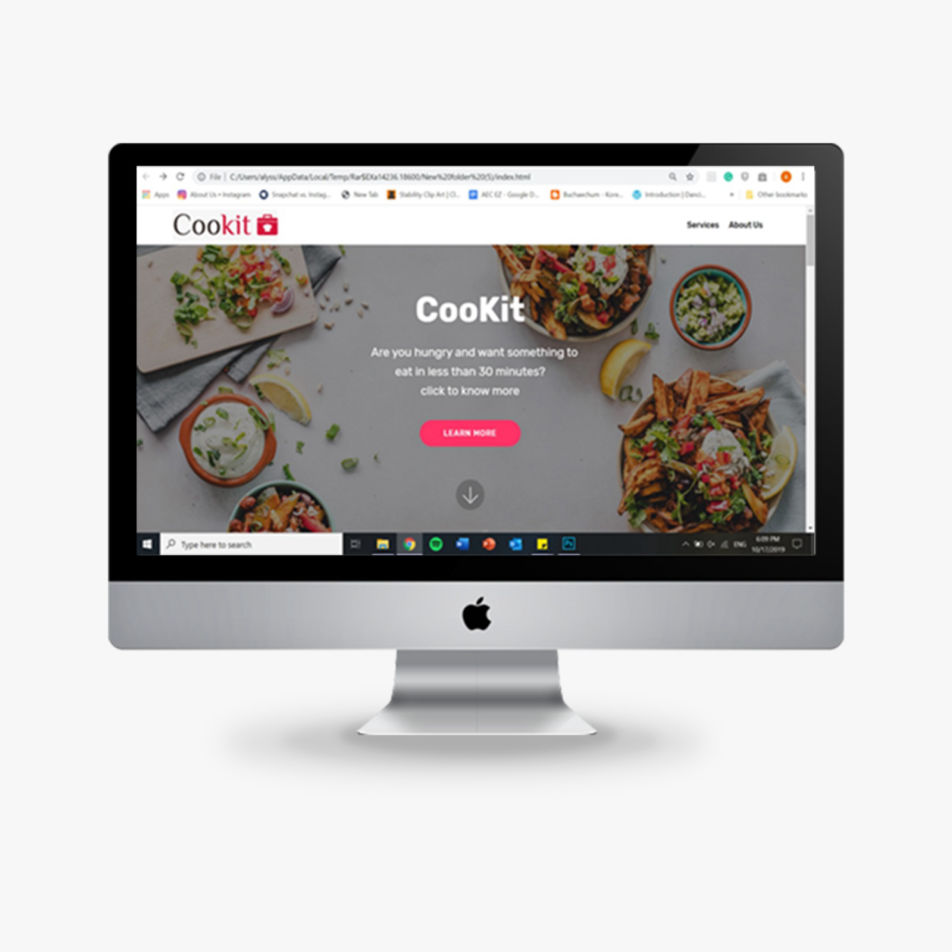 File | C:/Users/alyss/AppData/Local/Temp/Rar$EXa14236.18600/New%20folder%20(5)/index.html
Apps About Us • Instagram Snapchat vs. Instag... New Tab Stability Clip Art | Cl... AEC GZ - Google D... Buchaechum - Kore... Introduction | Danci... » Other bookmarks
Cookit
Services About Us
CooKit
Are you hungry and want something to
eat in less than 30 minutes?
click to know more
LEARN MORE
Type here to search
ENG
6:09 PM
10/17/2019